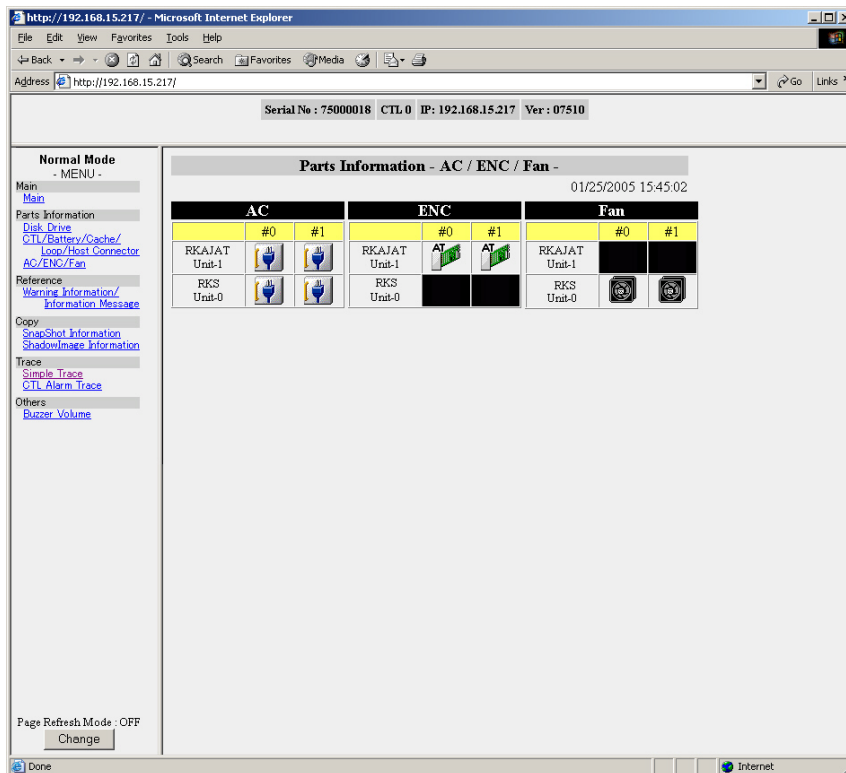 http://192.168.15.217/ - Microsoft Internet Explorer
File Edit View Favorites Tools Help
Back Search Favorites Media
Address http://192.168.15.217/ Go Links
Serial No : 75000018 CTL 0 IP: 192.168.15.217 Ver : 07510
Normal Mode
- MENU -
Main
Main
Parts Information
Disk Drive
CTL/Battery/Cache/
Loop/Host Connector
AC/ENC/Fan
Reference
Warning Information/
Information Message
Copy
SnapShot Information
ShadowImage Information
Trace
Simple Trace
CTL Alarm Trace
Others
Buzzer Volume
Page Refresh Mode : OFF
Change
Parts Information - AC / ENC / Fan -
01/25/2005 15:45:02
AC ENC Fan
#0 #1 #0 #1 #0 #1
RKAJAT
Unit-1
RKAJAT
Unit-1
AT AT
RKAJAT
Unit-1
RKS
Unit-0
RKS
Unit-0
RKS
Unit-0
Done Internet